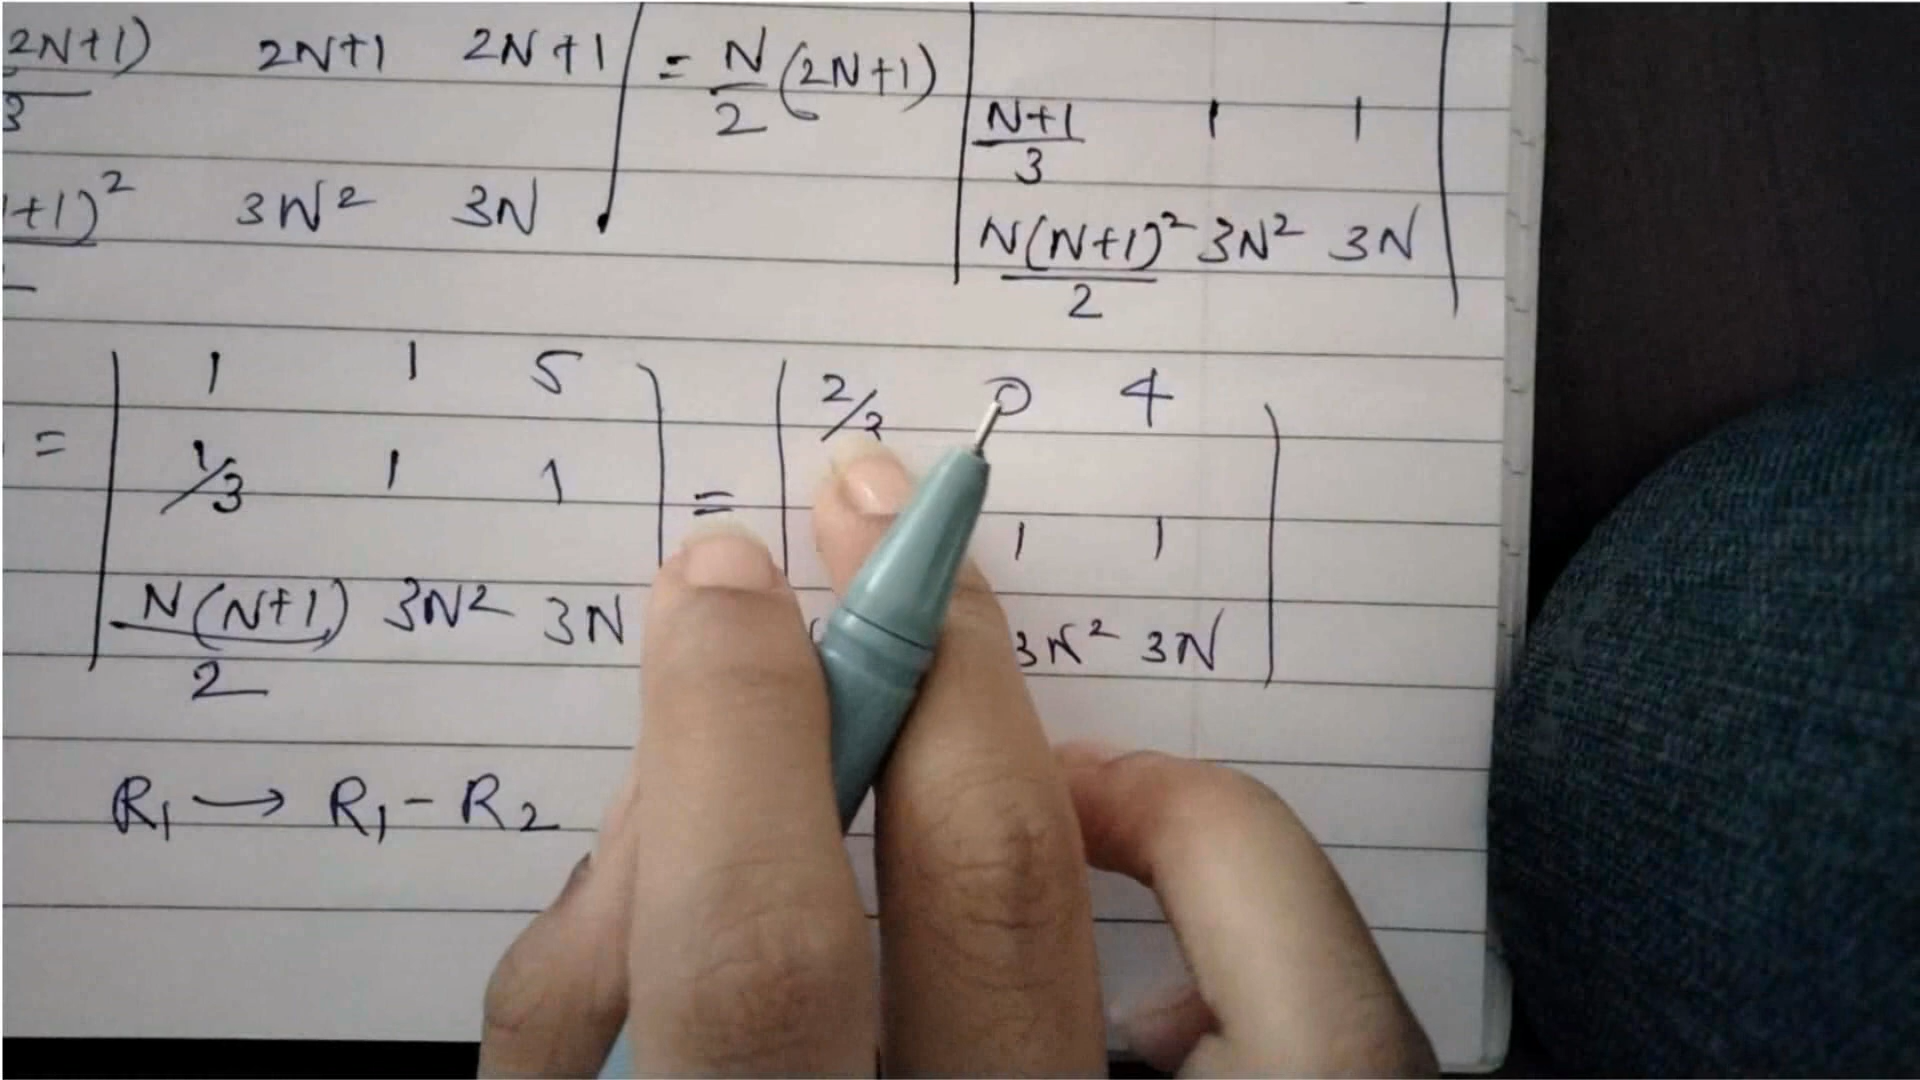 2N+1) 2N+1 2N+1 = N/2 (2N+1) | N+1/3 1 1 |
3
+1)² 3N² 3N | N(N+1)²/2 3N² 3N |
= | 1 1 5 | = | 2/3 0 4 |
| 1/3 1 1 | | 1 1 |
| N(N+1)/2 3N² 3N | 3N² 3N |
R₁ → R₁ - R₂